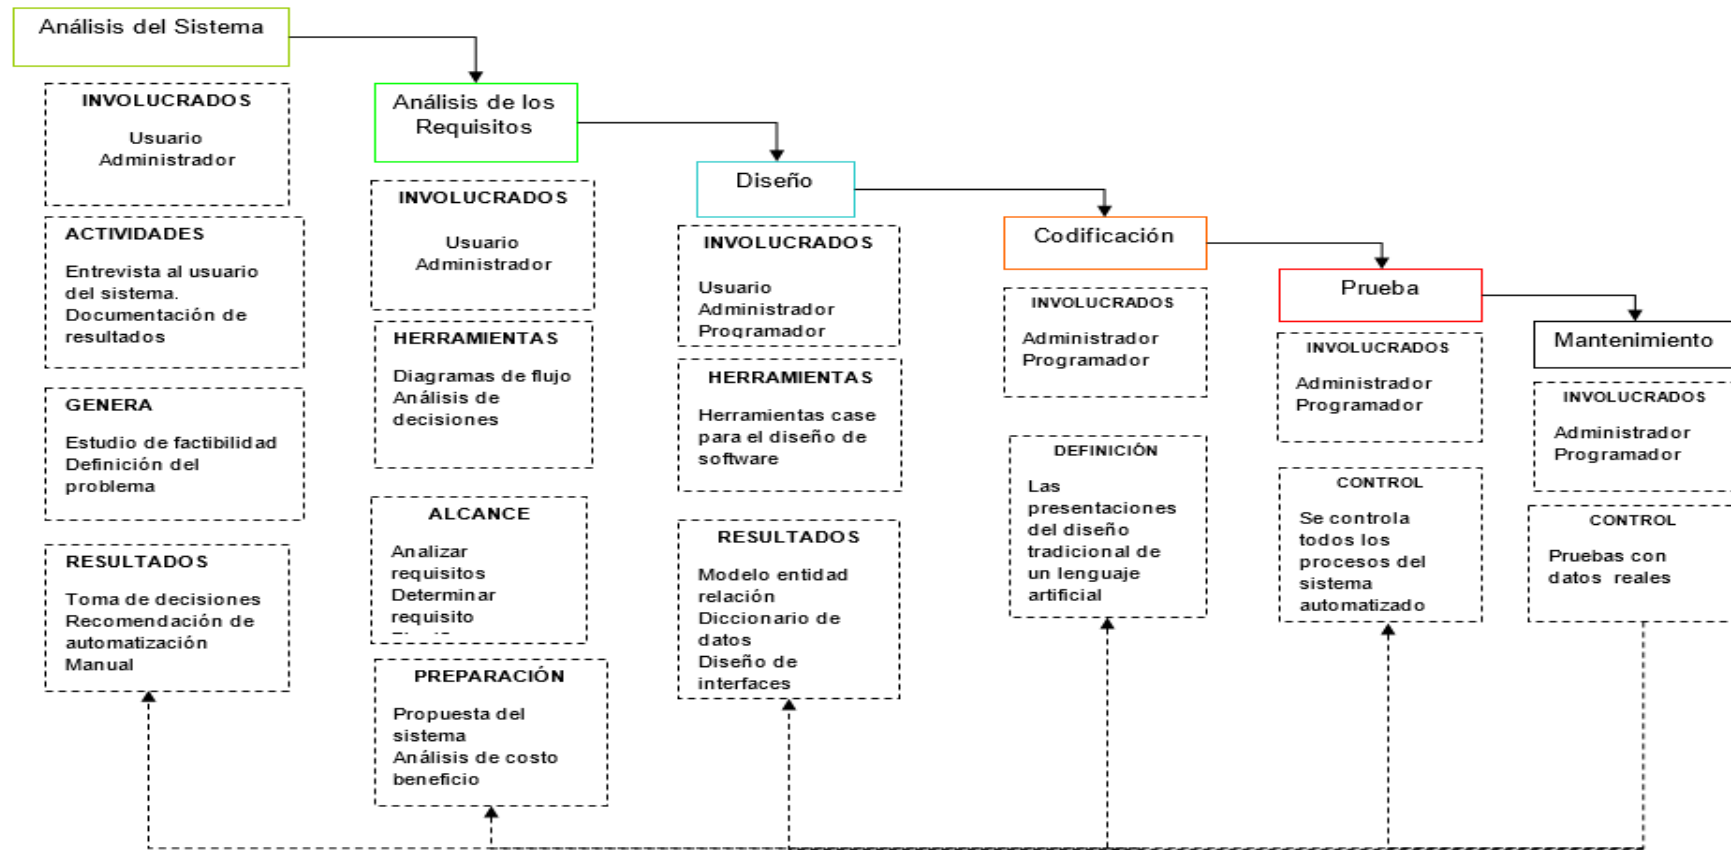 Análisis del Sistema
INVOLUCRADOS
Usuario
Administrador
ACTIVIDADES
Entrevista al usuario
del sistema.
Documentación de
resultados
GENERA
Estudio de factibilidad
Definición del
problema
RESULTADOS
Toma de decisiones
Recomendación de
automatización
Manual
Análisis de los
Requisitos
INVOLUCRADOS
Usuario
Administrador
HERRAMIENTAS
Diagramas de flujo
Análisis de
decisiones
ALCANCE
Analizar
requisitos
Determinar
requisito
PREPARACIÓN
Propuesta del
sistema
Análisis de costo
beneficio
Diseño
INVOLUCRADOS
Usuario
Administrador
Programador
HERRAMIENTAS
Herramientas case
para el diseño de
software
RESULTADOS
Modelo entidad
relación
Diccionario de
datos
Diseño de
interfaces
Codificación
INVOLUCRADOS
Administrador
Programador
DEFINICIÓN
Las
presentaciones
del diseño
tradicional de
un lenguaje
artificial
Prueba
INVOLUCRADOS
Administrador
Programador
CONTROL
Se controla
todos los
procesos del
sistema
automatizado
Mantenimiento
INVOLUCRADOS
Administrador
Programador
CONTROL
Pruebas con
datos reales